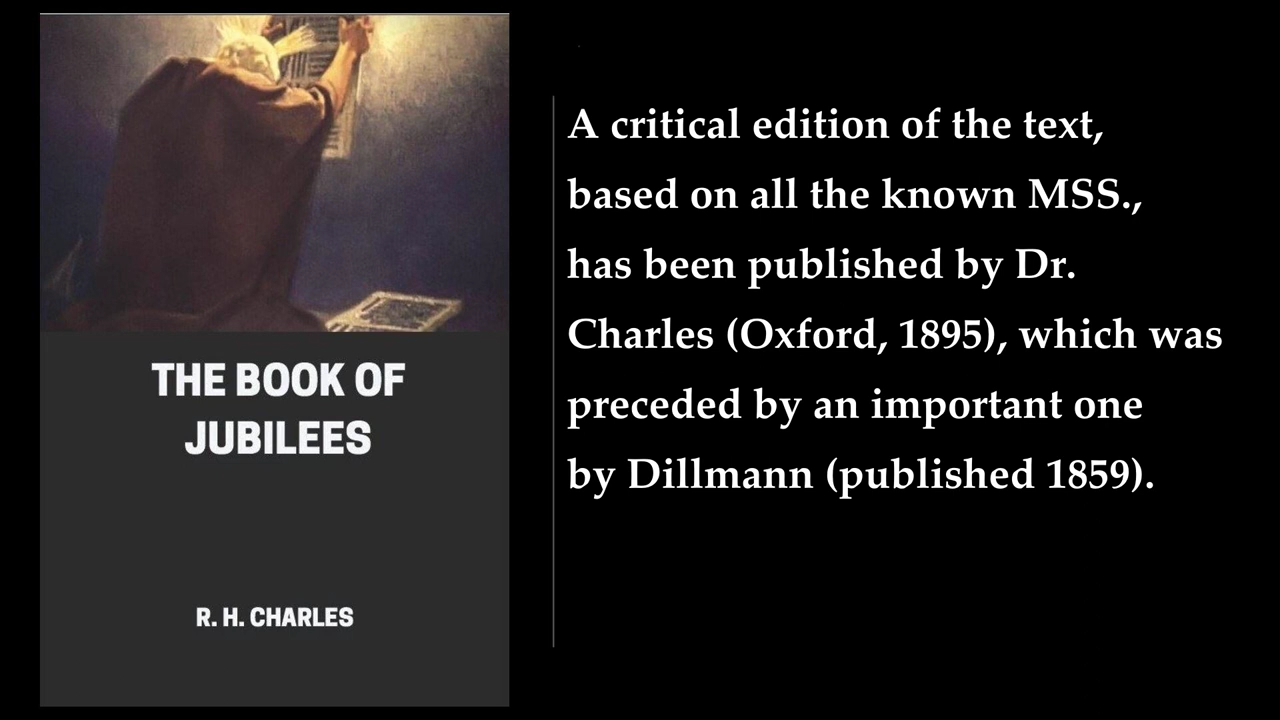 THE BOOK OF
JUBILEES
R. H. CHARLES
A critical edition of the text,
based on all the known MSS.,
has been published by Dr.
Charles (Oxford, 1895), which was
preceded by an important one
by Dillmann (published 1859).